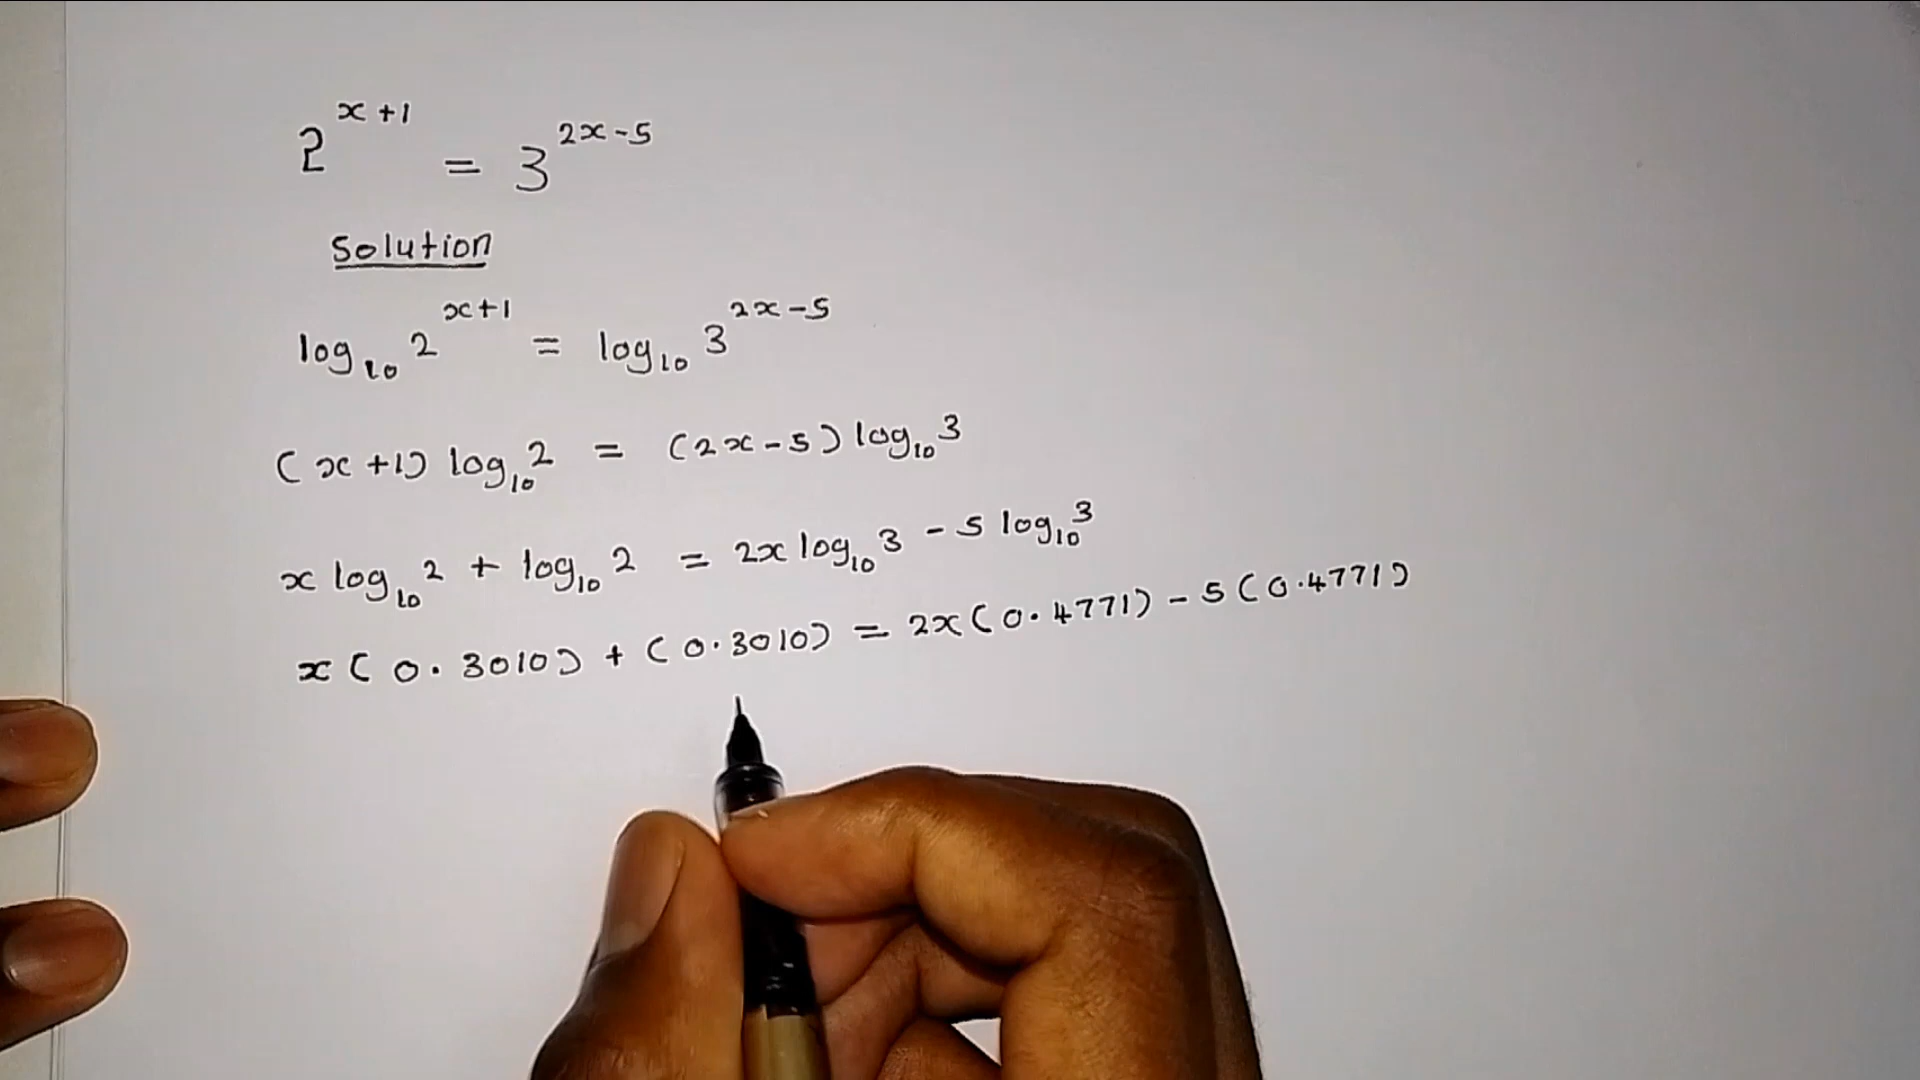 2^{x+1} = 3^{2x-5}
Solution
log₁₀ 2^{x+1} = log₁₀ 3^{2x-5}
(x+1) log₁₀ 2 = (2x-5) log₁₀ 3
x log₁₀ 2 + log₁₀ 2 = 2x log₁₀ 3 - 5 log₁₀ 3
x(0.3010) + (0.3010) = 2x(0.4771) - 5(0.4771)